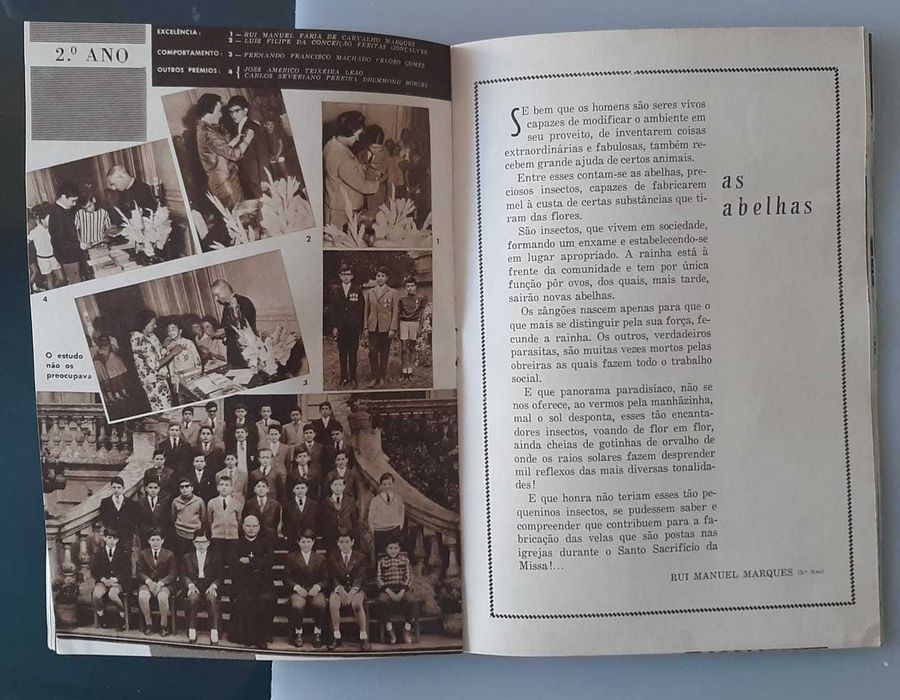 2.º ANO
EXCELÊNCIA: 1 — RUI MANUEL FARIA DE CARVALHO MARQUES
2 — LUIS FILIPE DA CONCEIÇÃO FREITAS GONÇALVES
COMPORTAMENTO: 3 — FERNANDO FRANCISCO MACHADO VELOSO GOMES
OUTROS PRÉMIOS: 4 { JOSÉ AMÉRICO TEIXEIRA LEÃO
CARLOS SEVERIANO PEREIRA DRUMMOND BORGES
2
1
4
3
O estudo
não os
preocupava
as
abelhas
SE bem que os homens são seres vivos
capazes de modificar o ambiente em
seu proveito, de inventarem coisas
extraordinárias e fabulosas, também re-
cebem grande ajuda de certos animais.
Entre esses contam-se as abelhas, pre-
ciosos insectos, capazes de fabricarem
mel à custa de certas substâncias que ti-
ram das flores.
São insectos, que vivem em sociedade,
formando um enxame e estabelecendo-se
em lugar apropriado. A rainha está à
frente da comunidade e tem por única
função pôr ovos, dos quais, mais tarde,
sairão novas abelhas.
Os zângões nascem apenas para que o
que mais se distinguir pela sua força, fe-
cunde a rainha. Os outros, verdadeiros
parasitas, são muitas vezes mortos pelas
obreiras as quais fazem todo o trabalho
social.
E que panorama paradisíaco, não se
nos oferece, ao vermos pela manhãzinha,
mal o sol desponta, esses tão encanta-
dores insectos, voando de flor em flor,
ainda cheias de gotinhas de orvalho de
onde os raios solares fazem desprender
mil reflexos das mais diversas tonalida-
des!
E que honra não teriam esses tão pe-
queninos insectos, se pudessem saber e
compreender que contribuem para a fa-
bricação das velas que são postas nas
igrejas durante o Santo Sacrifício da
Missa!...
RUI MANUEL MARQUES (2.º Ano)